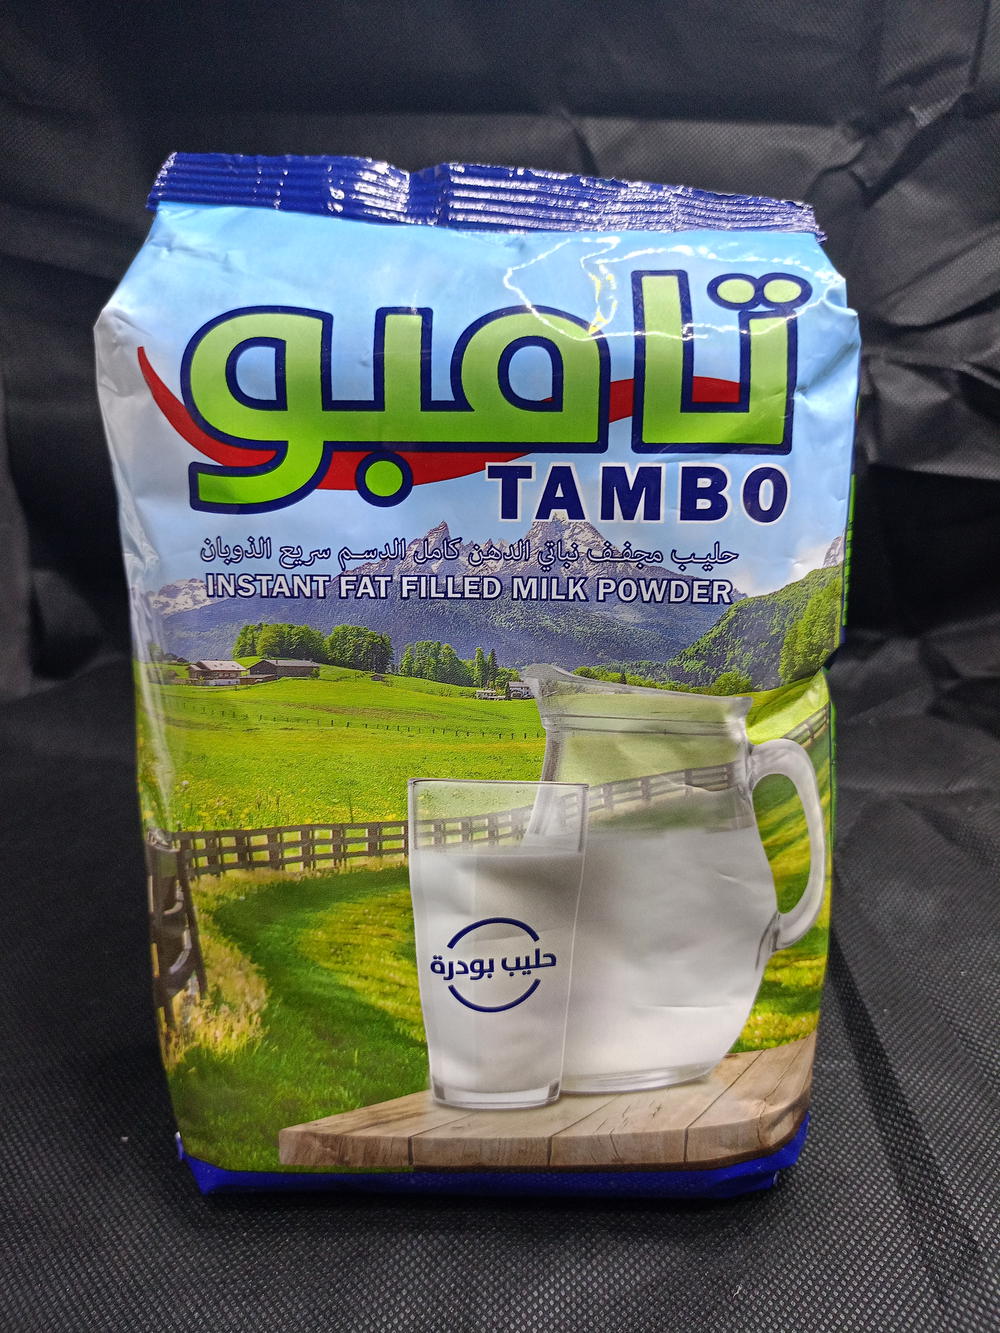 تامبو
TAMBO
حليب مجفف نباتي الدهن كامل الدسم سريع الذوبان
INSTANT FAT FILLED MILK POWDER
حليب بودرة